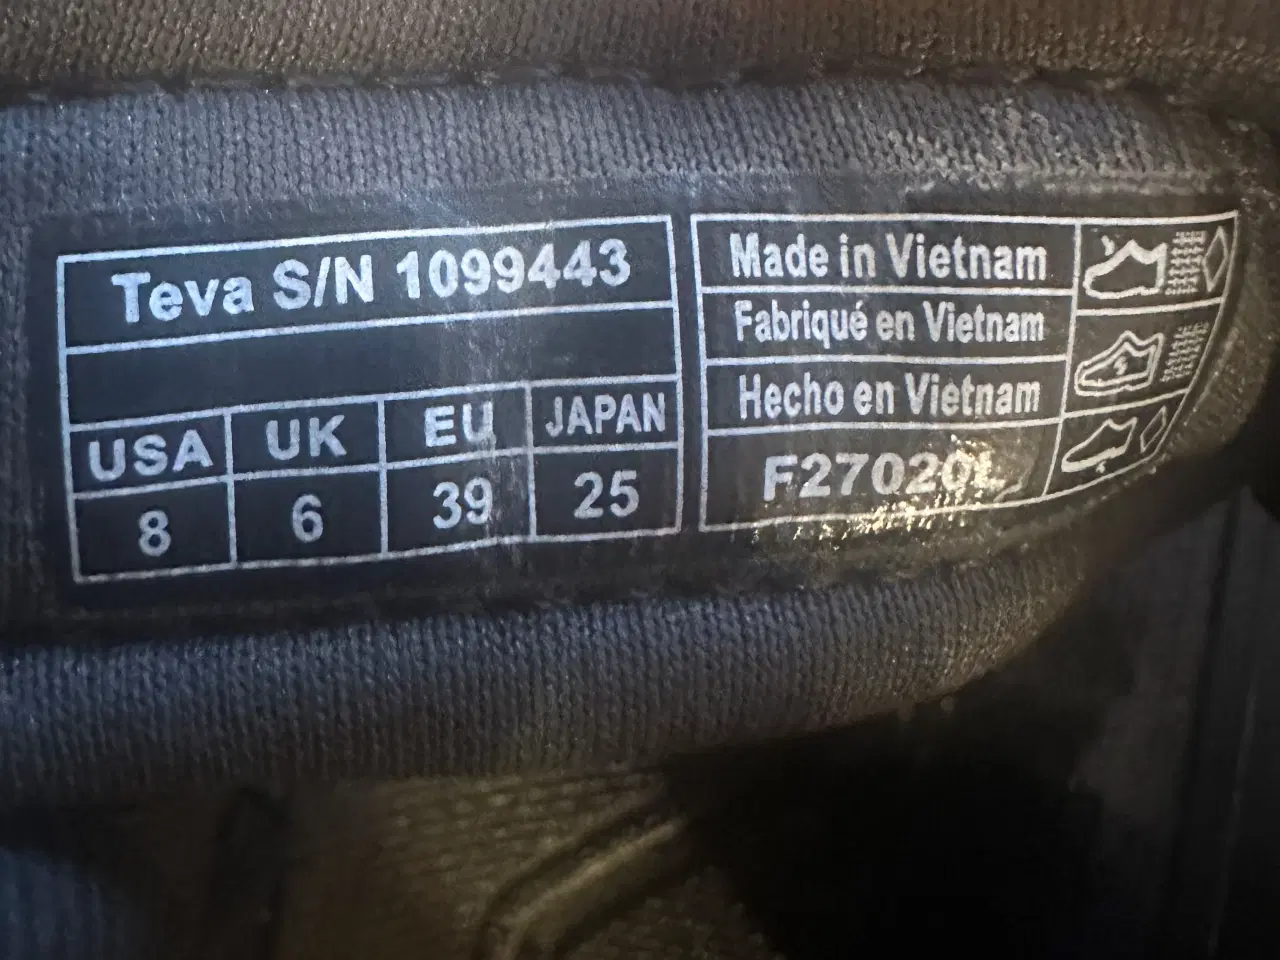 Teva S/N 1099443
USA UK EU JAPAN
8 6 39 25
Made in Vietnam
Fabriqué en Vietnam
Hecho en Vietnam
F27020L